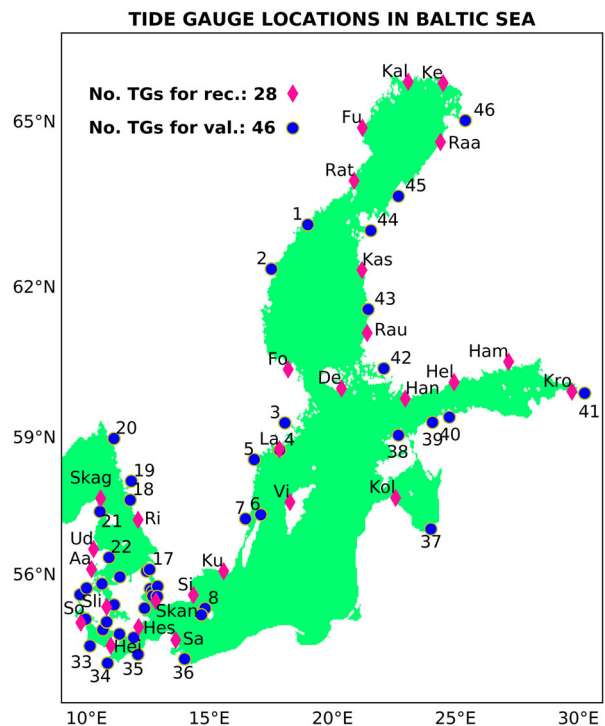 TIDE GAUGE LOCATIONS IN BALTIC SEA
Kal Ke
No. TGs for rec.: 28
46
65°N
Fu
No. TGs for val.: 46
Raa
Rat
45
1
44
2
Kas
62°N
43
Rau
Fo
42
De
Ham
Hel
Han
Kro
3
41
59°N
La 4
39
40
38
20
5
Skag
19
18
Vi
Kol
21
Ri
7 6
37
Ud
22
Aa
17
Ku
56°N
Si
Sli
8
So
Skan
Hes
Sa
Hei
33
34
35
36
10°E 15°E 20°E 25°E 30°E